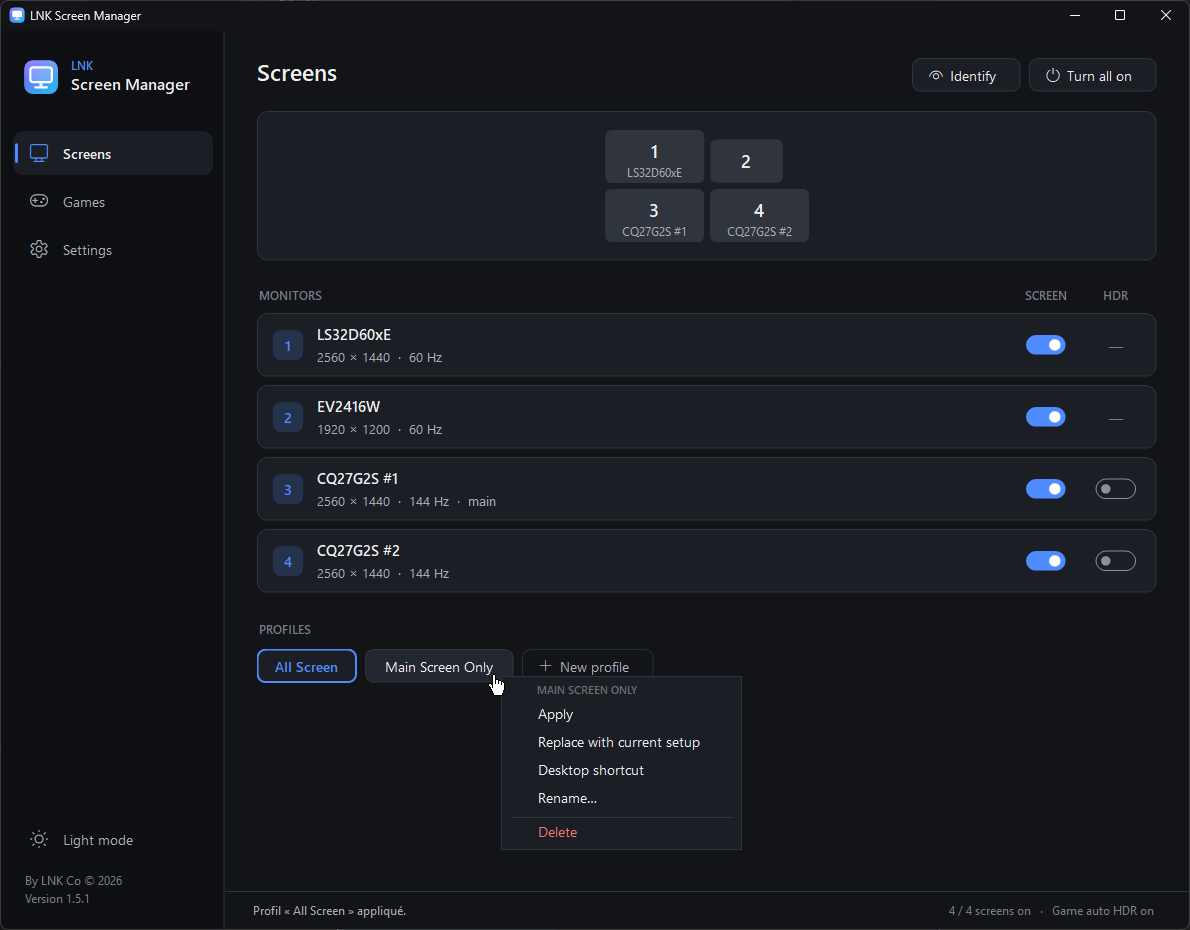 LNK Screen Manager
LNK
Screen Manager
Screens
Games
Settings
Light mode
By LNK Co © 2026
Version 1.5.1
Screens
Identify
Turn all on
1
LS32D60xE
2
3
CQ27G2S #1
4
CQ27G2S #2
MONITORS SCREEN HDR
1
LS32D60xE
2560 × 1440 · 60 Hz
—
2
EV2416W
1920 × 1200 · 60 Hz
—
3
CQ27G2S #1
2560 × 1440 · 144 Hz · main
4
CQ27G2S #2
2560 × 1440 · 144 Hz
PROFILES
All Screen
Main Screen Only
+ New profile
MAIN SCREEN ONLY
Apply
Replace with current setup
Desktop shortcut
Rename...
Delete
Profil « All Screen » appliqué.
4 / 4 screens on · Game auto HDR on